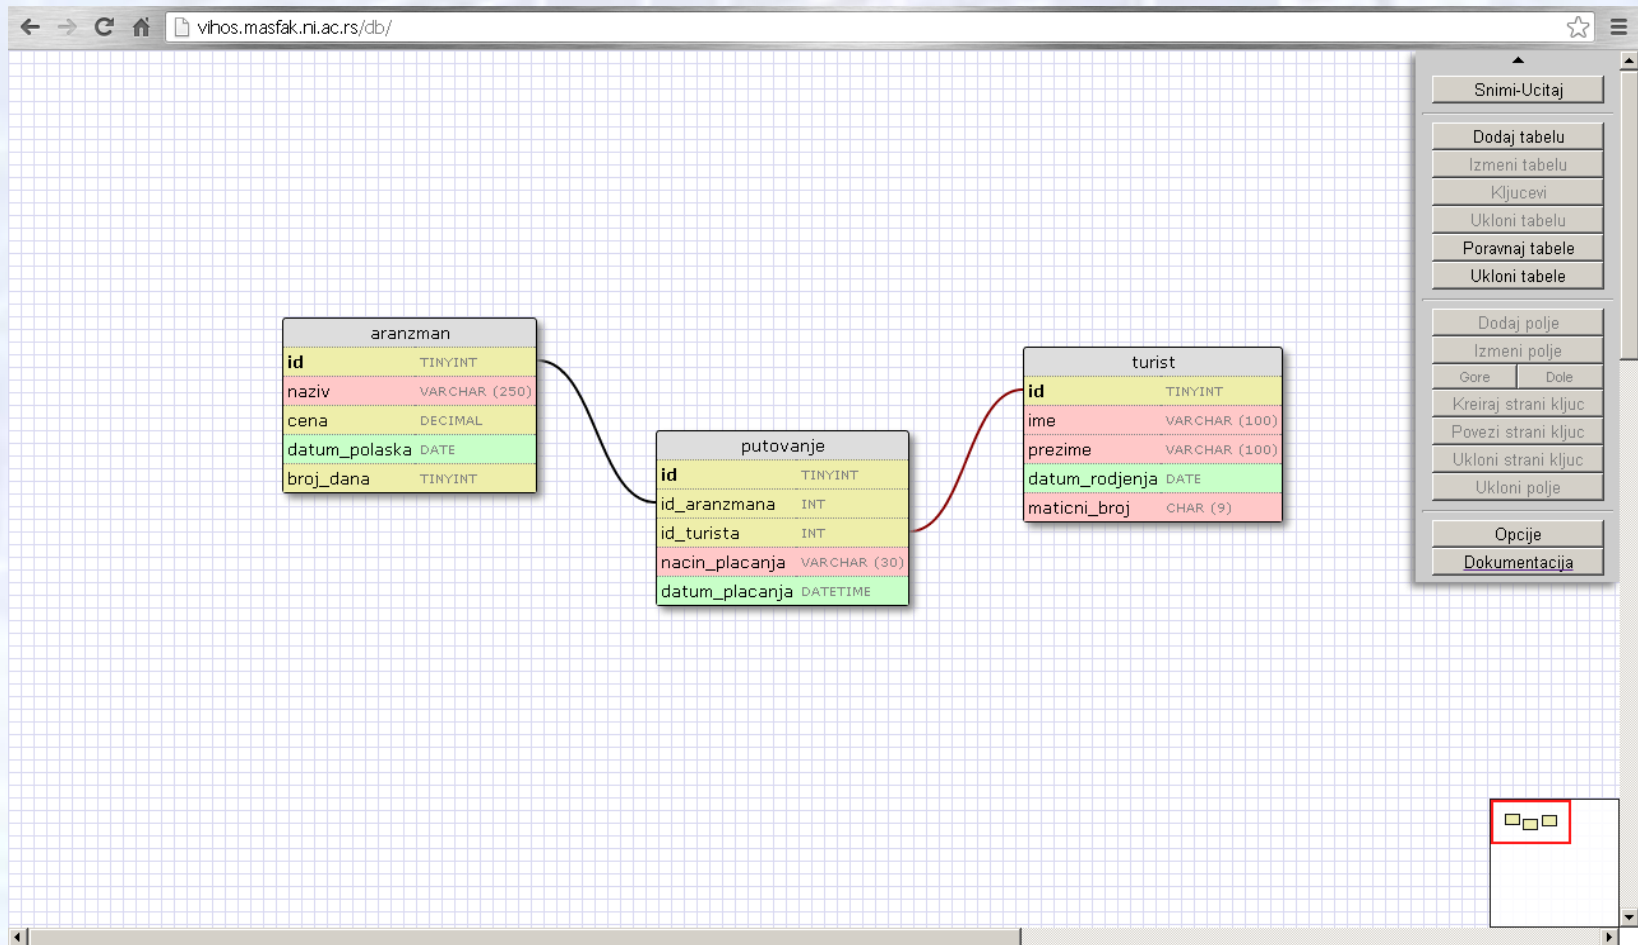 vihos.masfak.ni.ac.rs/db/
Snimi-Ucitaj
Dodaj tabelu
Izmeni tabelu
Kljucevi
Ukloni tabelu
Poravnaj tabele
Ukloni tabele
Dodaj polje
Izmeni polje
Gore Dole
Kreiraj strani kljuc
Povezi strani kljuc
Ukloni strani kljuc
Ukloni polje
Opcije
Dokumentacija
aranzman
id TINYINT
naziv VARCHAR (250)
cena DECIMAL
datum_polaska DATE
broj_dana TINYINT
putovanje
id TINYINT
id_aranzmana INT
id_turista INT
nacin_placanja VARCHAR (30)
datum_placanja DATETIME
turist
id TINYINT
ime VARCHAR (100)
prezime VARCHAR (100)
datum_rodjenja DATE
maticni_broj CHAR (9)